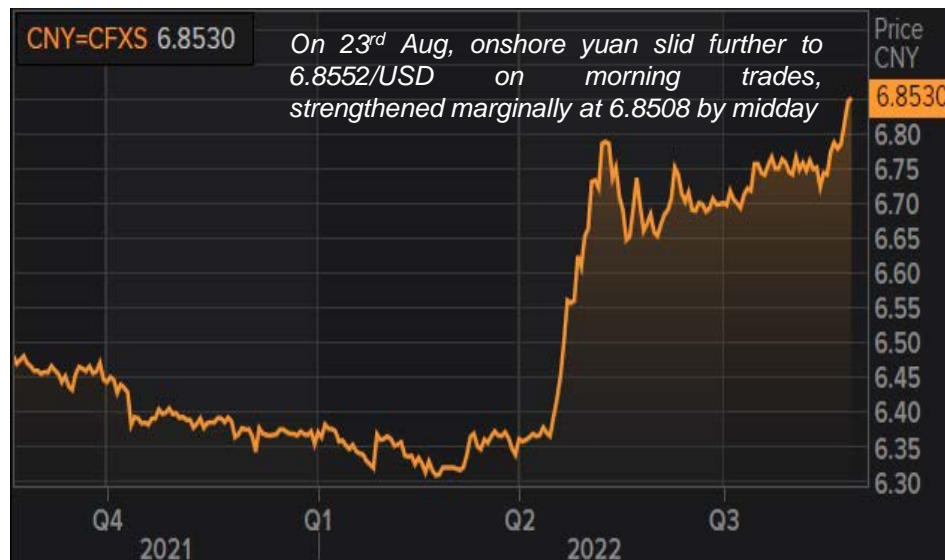 CNY=CFXS 6.8530
On 23rd Aug, onshore yuan slid further to
6.8552/USD on morning trades,
strengthened marginally at 6.8508 by midday
Price
CNY
6.8530
6.80
6.75
6.70
6.65
6.60
6.55
6.50
6.45
6.40
6.35
6.30
Q4 Q1 Q2 Q3
2021 2022